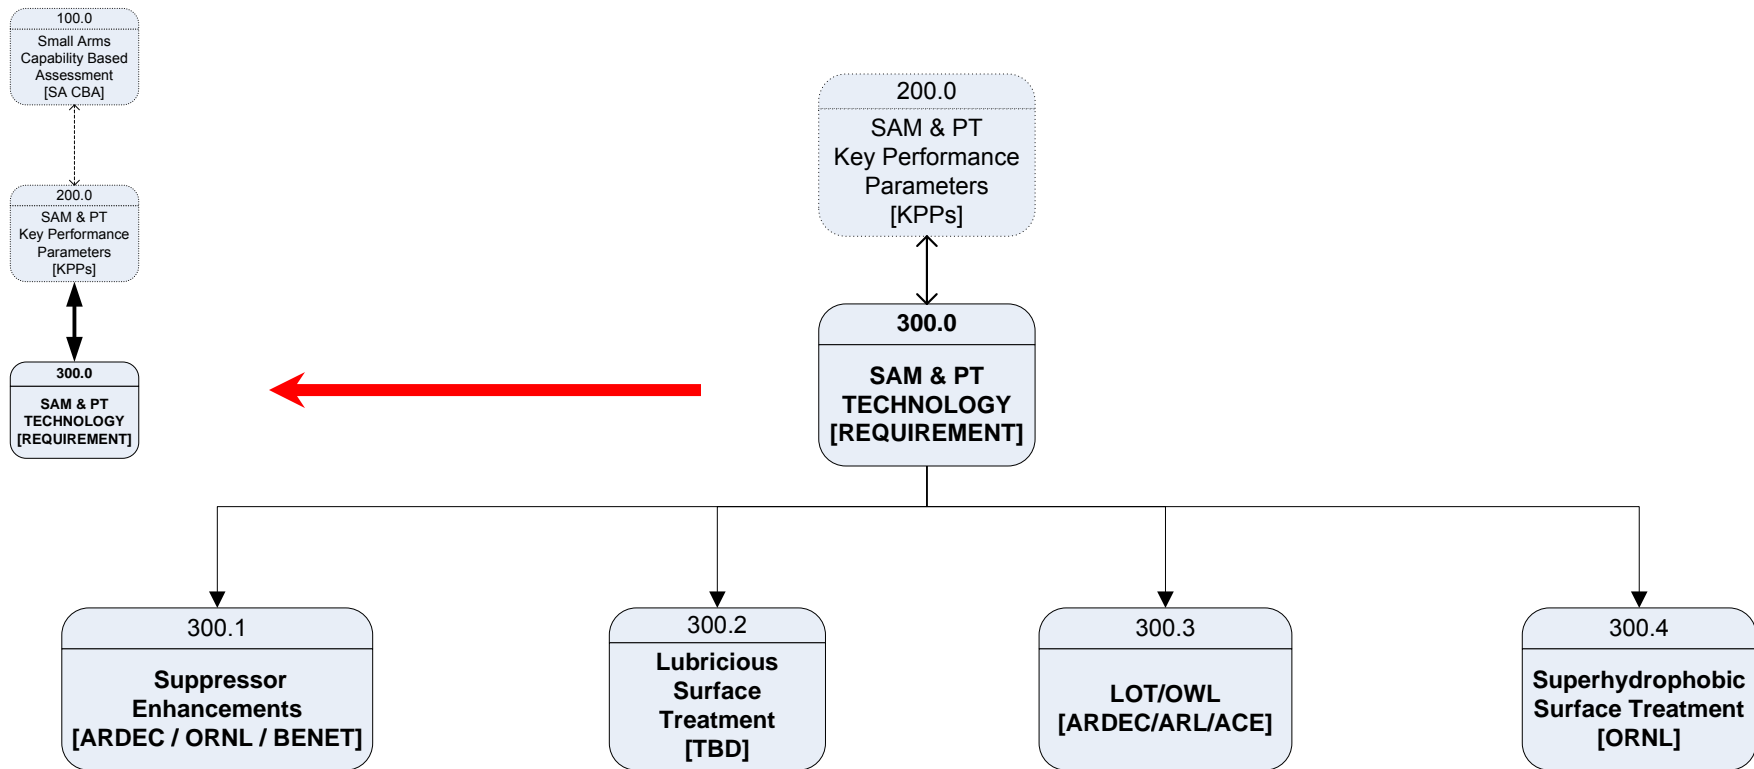 100.0
Small Arms
Capability Based
Assessment
[SA CBA]
200.0
SAM & PT
Key Performance
Parameters
[KPPs]
300.0
SAM & PT
TECHNOLOGY
[REQUIREMENT]
200.0
SAM & PT
Key Performance
Parameters
[KPPs]
300.0
SAM & PT
TECHNOLOGY
[REQUIREMENT]
300.1
Suppressor
Enhancements
[ARDEC / ORNL / BENET]
300.2
Lubricious
Surface
Treatment
[TBD]
300.3
LOT/OWL
[ARDEC/ARL/ACE]
300.4
Superhydrophobic
Surface Treatment
[ORNL]